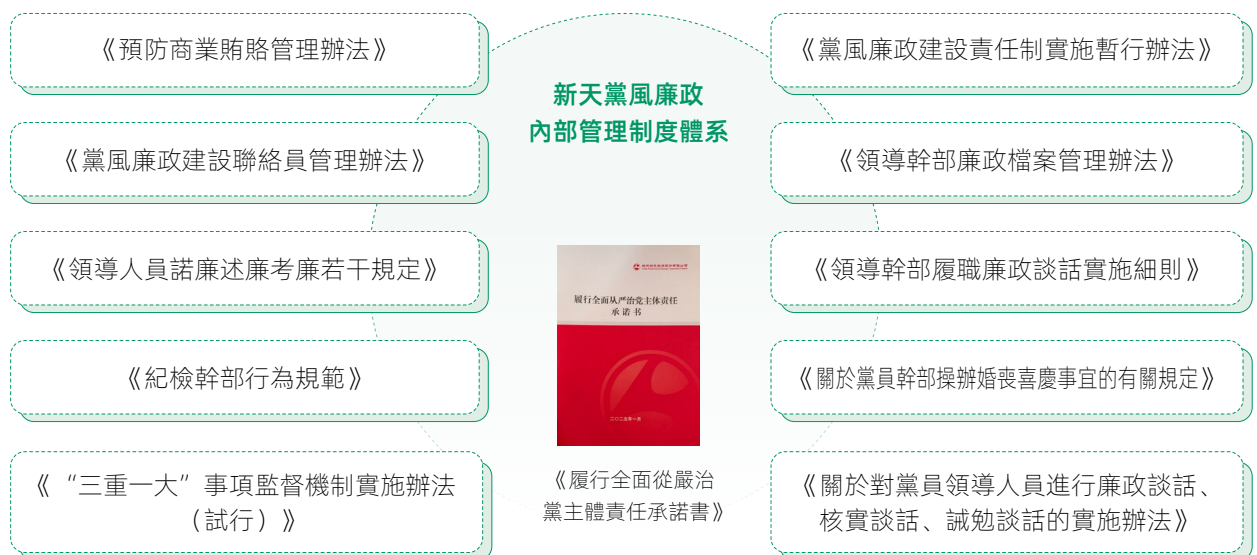 《預防商業賄賂管理辦法》
《黨風廉政建設聯絡員管理辦法》
《領導人員諾廉述廉考廉若干規定》
《紀檢幹部行為規範》
《“三重一大”事項監督機制實施辦法
（試行）》
新天黨風廉政
內部管理制度體系
履行全面从严治党主体责任
承诺书
二〇二五年一月
《履行全面從嚴治
黨主體責任承諾書》
《黨風廉政建設責任制實施暫行辦法》
《領導幹部廉政檔案管理辦法》
《領導幹部履職廉政談話實施細則》
《關於黨員幹部操辦婚喪喜慶事宜的有關規定》
《關於對黨員領導人員進行廉政談話、
核實談話、誡勉談話的實施辦法》